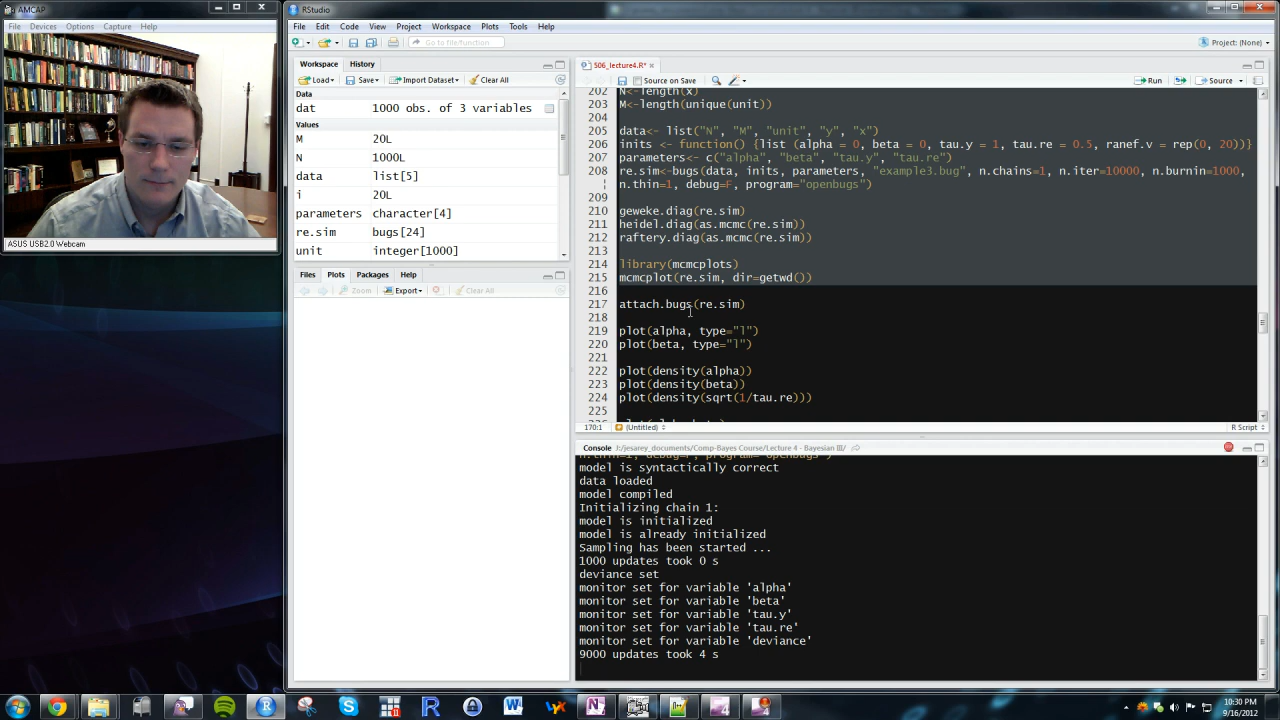 AMCAP
File Devices Options Capture Help
ASUS USB2.0 Webcam
RStudio
File Edit Code View Project Workspace Plots Tools Help
Go to file/function
Project: (None)
Workspace History
Load Save Import Dataset Clear All
Data
dat 1000 obs. of 3 variables
Values
M 20L
N 1000L
data list[5]
i 20L
parameters character[4]
re.sim bugs[24]
unit integer[1000]
Files Plots Packages Help
Zoom Export Clear All
506_lecture4.R*
Source on Save Run Source
202 N<-length(x)
203 M<-length(unique(unit))
204
205 data<- list("N", "M", "unit", "y", "x")
206 inits <- function() {list (alpha = 0, beta = 0, tau.y = 1, tau.re = 0.5, ranef.v = rep(0, 20))}
207 parameters<- c("alpha", "beta", "tau.y", "tau.re")
208 re.sim<-bugs(data, inits, parameters, "example3.bug", n.chains=1, n.iter=10000, n.burnin=1000,
n.thin=1, debug=F, program="openbugs")
209
210 geweke.diag(re.sim)
211 heidel.diag(as.mcmc(re.sim))
212 raftery.diag(as.mcmc(re.sim))
213
214 library(mcmcplots)
215 mcmcplot(re.sim, dir=getwd())
216
217 attach.bugs(re.sim)
218
219 plot(alpha, type="l")
220 plot(beta, type="l")
221
222 plot(density(alpha))
223 plot(density(beta))
224 plot(density(sqrt(1/tau.re)))
225
170:1 (Untitled) R Script
Console J:/jesarey_documents/Comp-Bayes Course/Lecture 4 - Bayesian III/
n.thin=1, debug=F, program="openbugs")
model is syntactically correct
data loaded
model compiled
Initializing chain 1:
model is initialized
model is already initialized
Sampling has been started ...
1000 updates took 0 s
deviance set
monitor set for variable 'alpha'
monitor set for variable 'beta'
monitor set for variable 'tau.y'
monitor set for variable 'tau.re'
monitor set for variable 'deviance'
9000 updates took 4 s
10:30 PM
9/16/2012